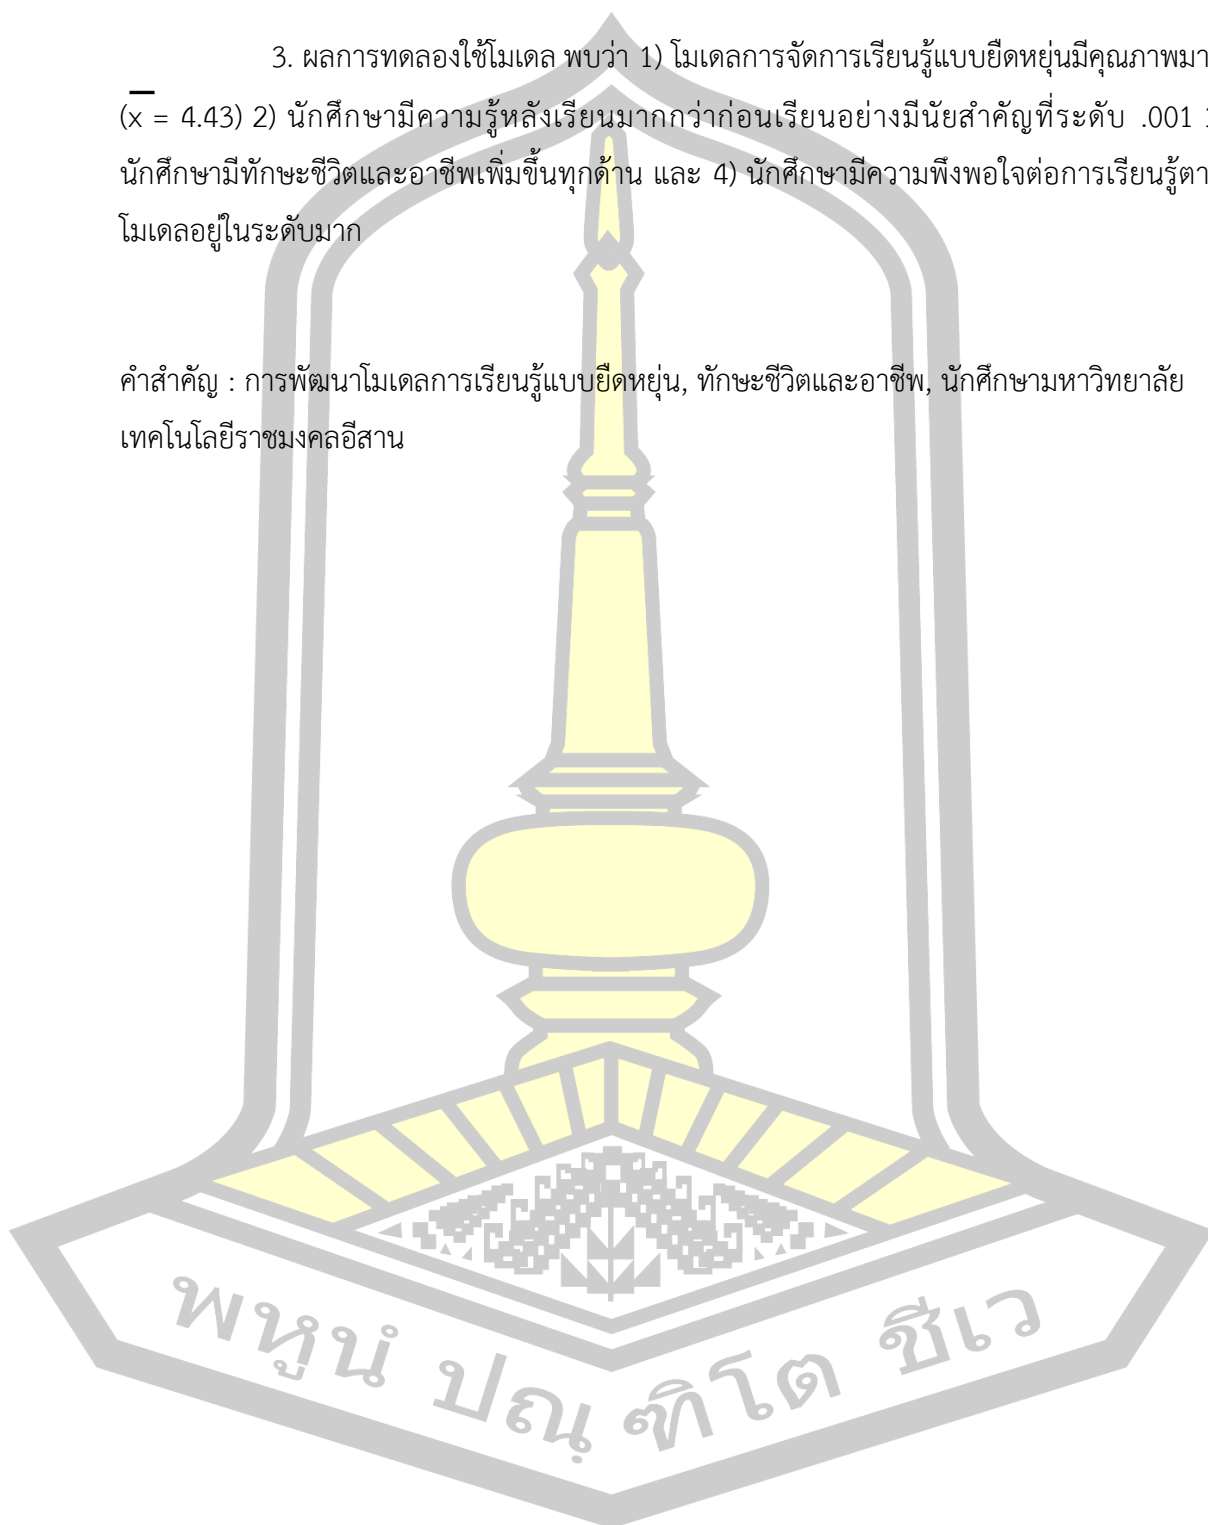 3. ผลการทดลองใช้โมเดล พบว่า 1) โมเดลการจัดการเรียนรู้แบบยืดหยุ่นมีคุณภาพมา
(x̄ = 4.43) 2) นักศึกษามีความรู้หลังเรียนมากกว่าก่อนเรียนอย่างมีนัยสำคัญที่ระดับ .001
นักศึกษามีทักษะชีวิตและอาชีพเพิ่มขึ้นทุกด้าน และ 4) นักศึกษามีความพึงพอใจต่อการเรียนรู้ตา
โมเดลอยู่ในระดับมาก
คำสำคัญ : การพัฒนาโมเดลการเรียนรู้แบบยืดหยุ่น, ทักษะชีวิตและอาชีพ, นักศึกษามหาวิทยาลัย
เทคโนโลยีราชมงคลอีสาน
พหูนํ ปณฺฑิโต ชีเว